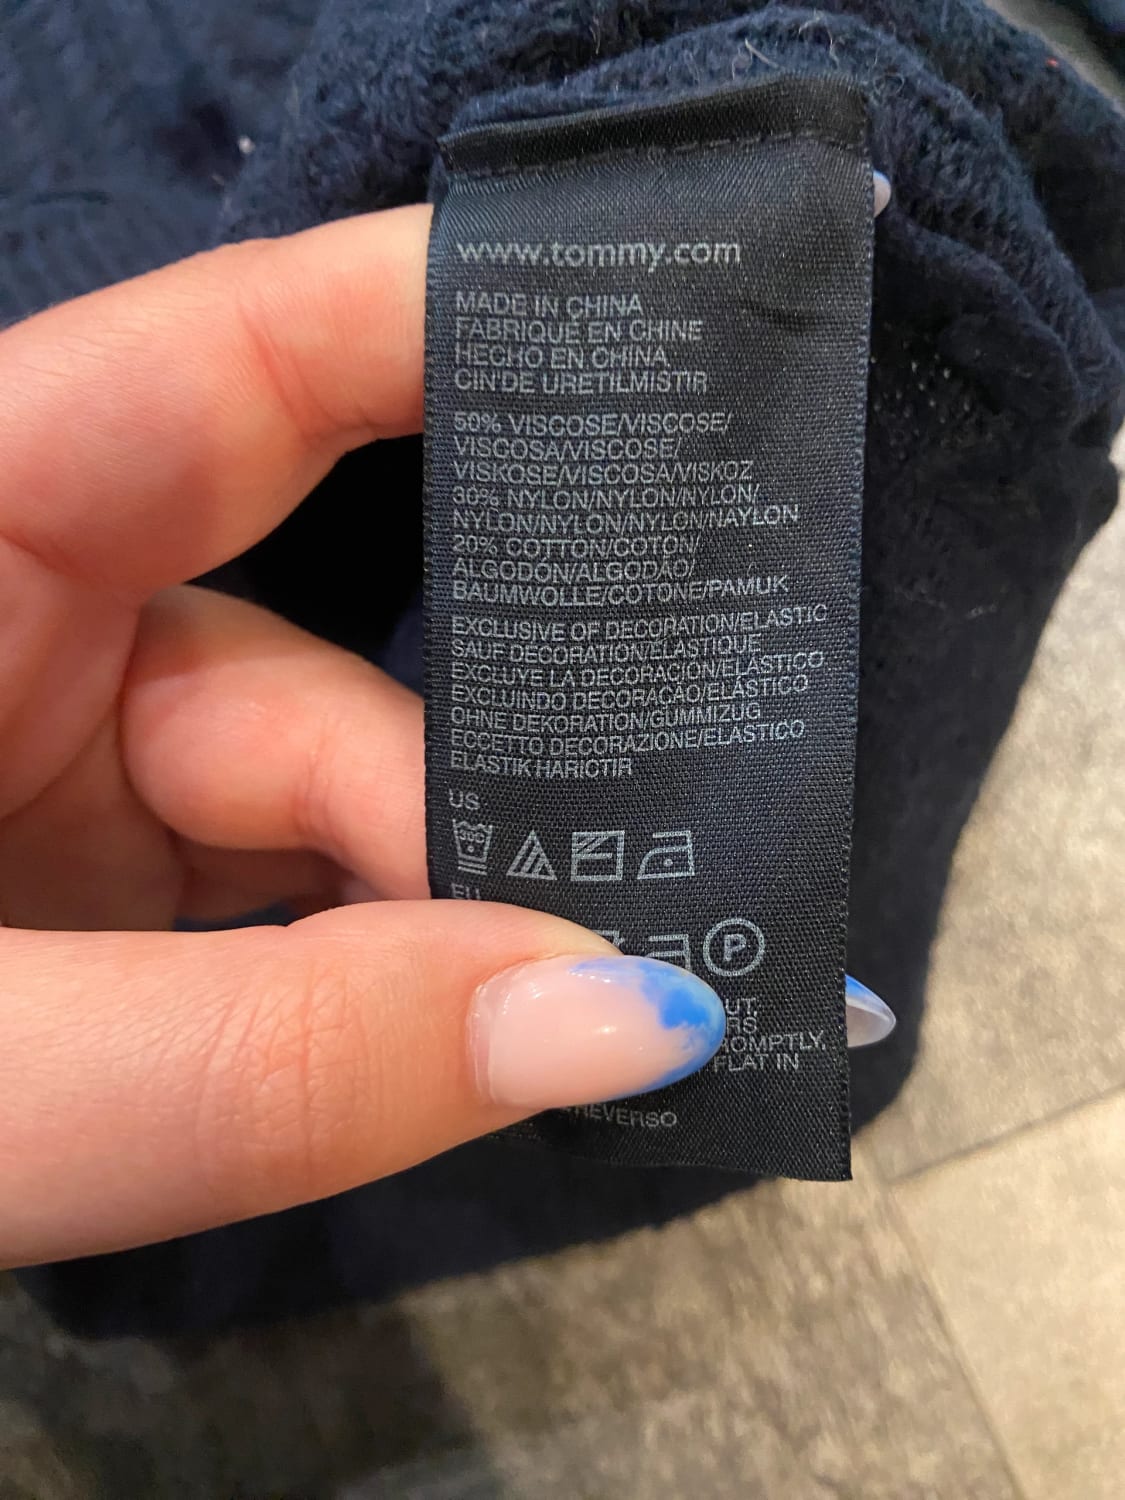 www.tommy.com
MADE IN CHINA
FABRIQUÉ EN CHINE
HECHO EN CHINA
CIN'DE URETILMISTIR
50% VISCOSE/VISCOSE/
VISCOSA/VISCOSE/
VISKOSE/VISCOSA/VISKOZ
30% NYLON/NYLON/NYLON/
NYLON/NYLON/NYLON/NAYLON
20% COTTON/COTON/
ALGODÓN/ALGODÃO/
BAUMWOLLE/COTONE/PAMUK
EXCLUSIVE OF DECORATION/ELASTIC
SAUF DÉCORATION/ÉLASTIQUE
EXCLUYE LA DECORACIÓN/ELÁSTICO
EXCLUINDO DECORAÇÃO/ELÁSTICO
OHNE DEKORATION/GUMMIZUG
ECCETTO DECORAZIONE/ELASTICO
ELASTIK HARICTIR
US
EU
P
FLAT IN
REVERSO